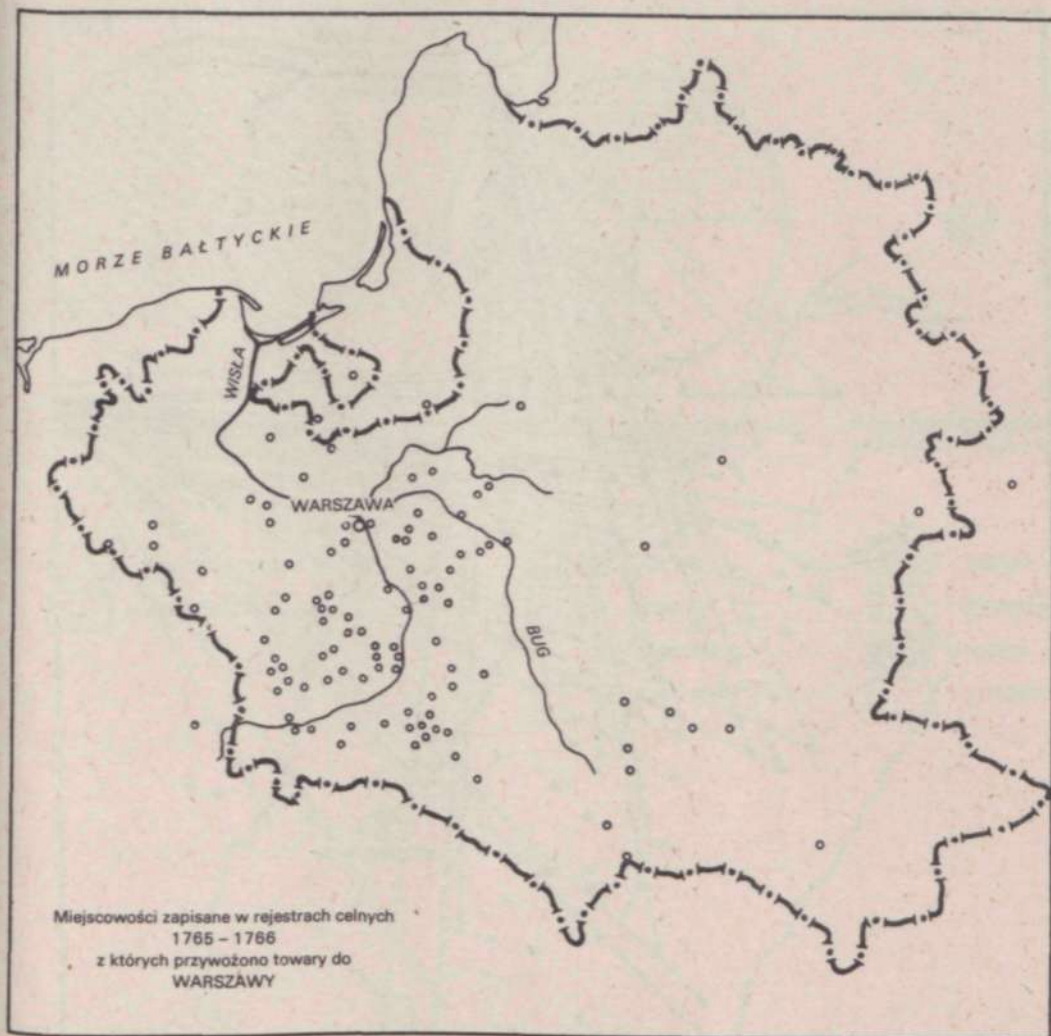 MORZE BAŁTYCKIE
WISŁA
WARSZAWA
BUG
Miejscowości zapisane w rejestrach celnych
1765 – 1766
z których przywożono towary do
WARSZAWY